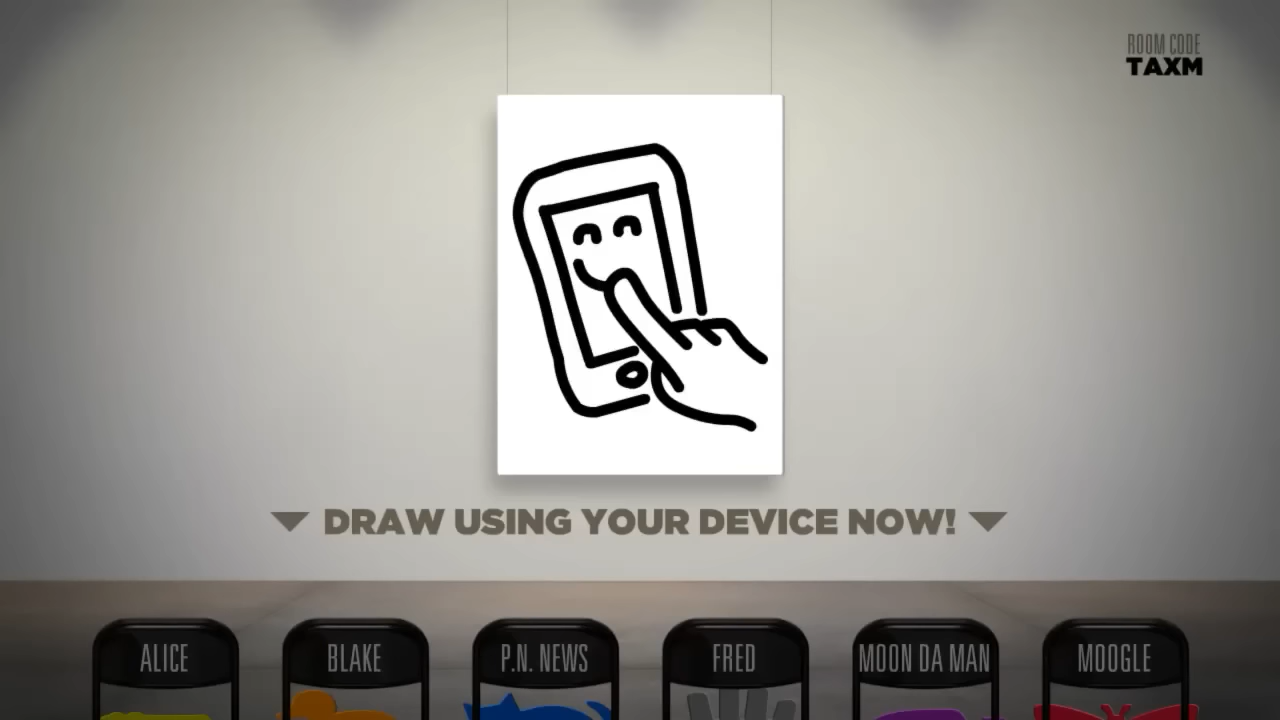 ROOM CODE
TAXM
DRAW USING YOUR DEVICE NOW!
ALICE
BLAKE
P.N. NEWS
FRED
MOON DA MAN
MOOGLE